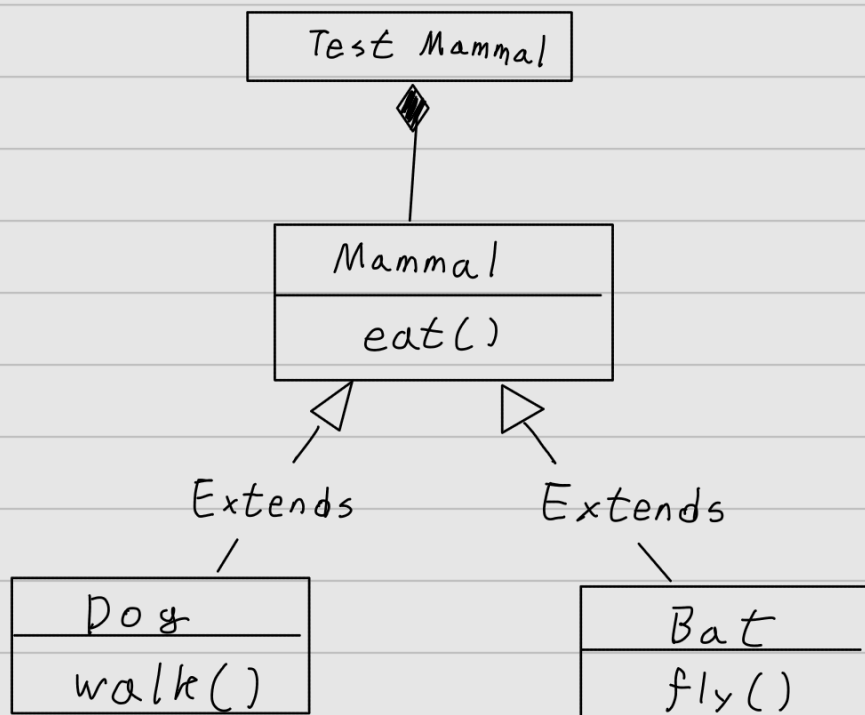 Test Mammal
Mammal
eat()
Extends
Extends
Dog
walk()
Bat
fly()